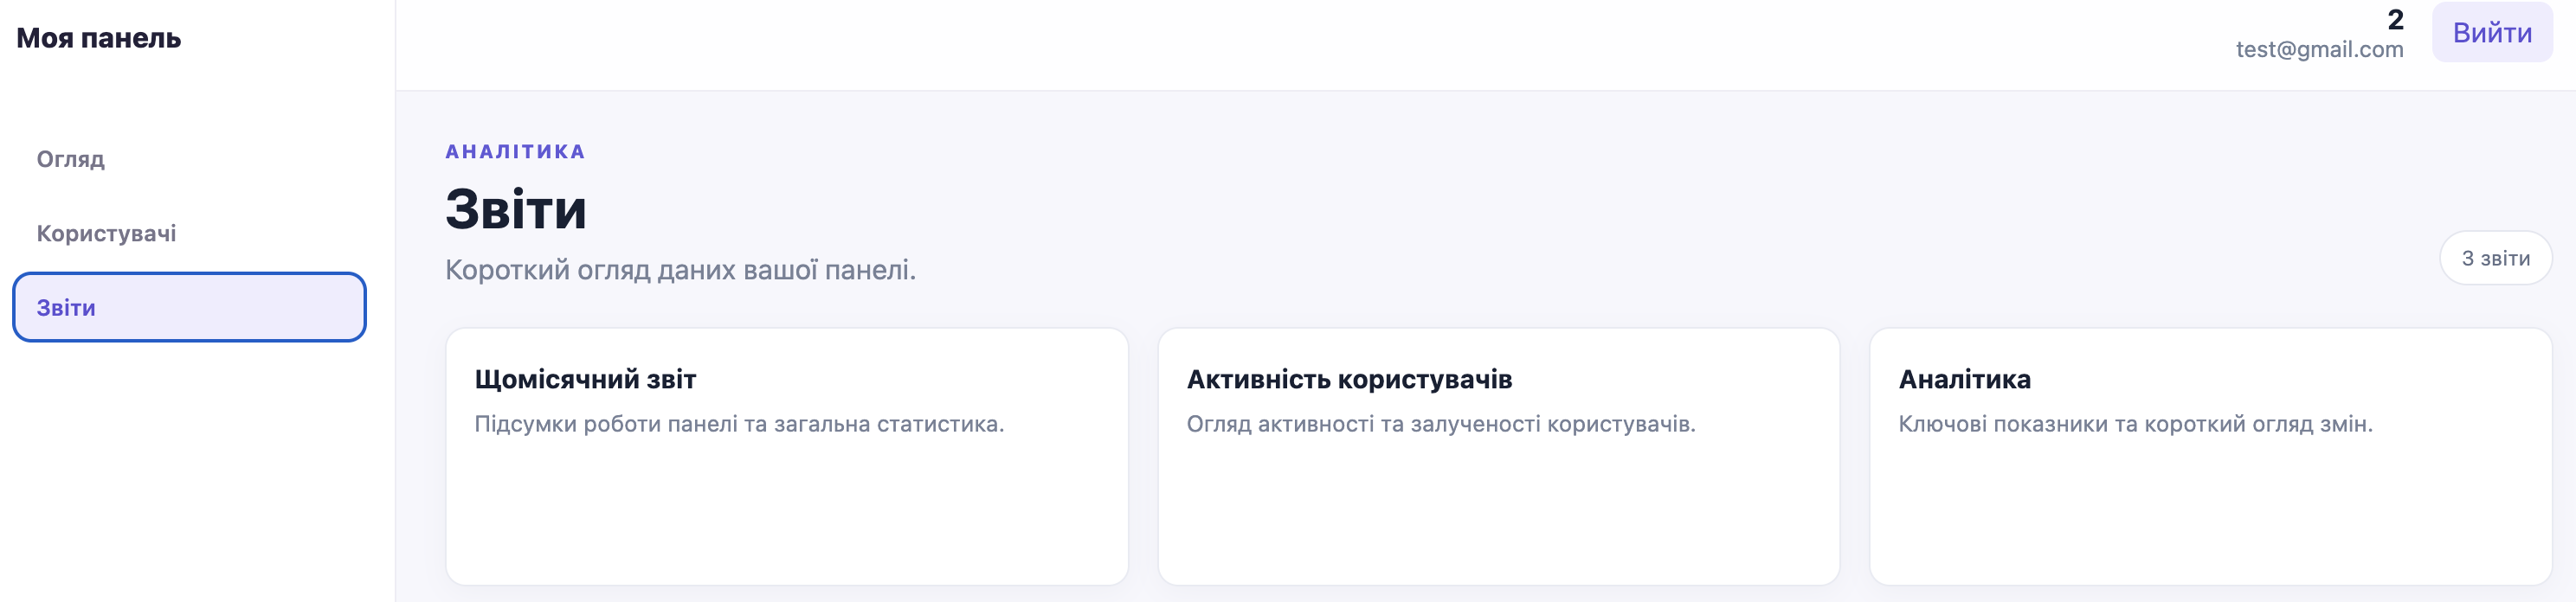 Моя панель
2
test@gmail.com
Вийти
Огляд
Користувачі
Звіти
АНАЛІТИКА
Звіти
Короткий огляд даних вашої панелі.
3 звіти
Щомісячний звіт
Підсумки роботи панелі та загальна статистика.
Активність користувачів
Огляд активності та залученості користувачів.
Аналітика
Ключові показники та короткий огляд змін.